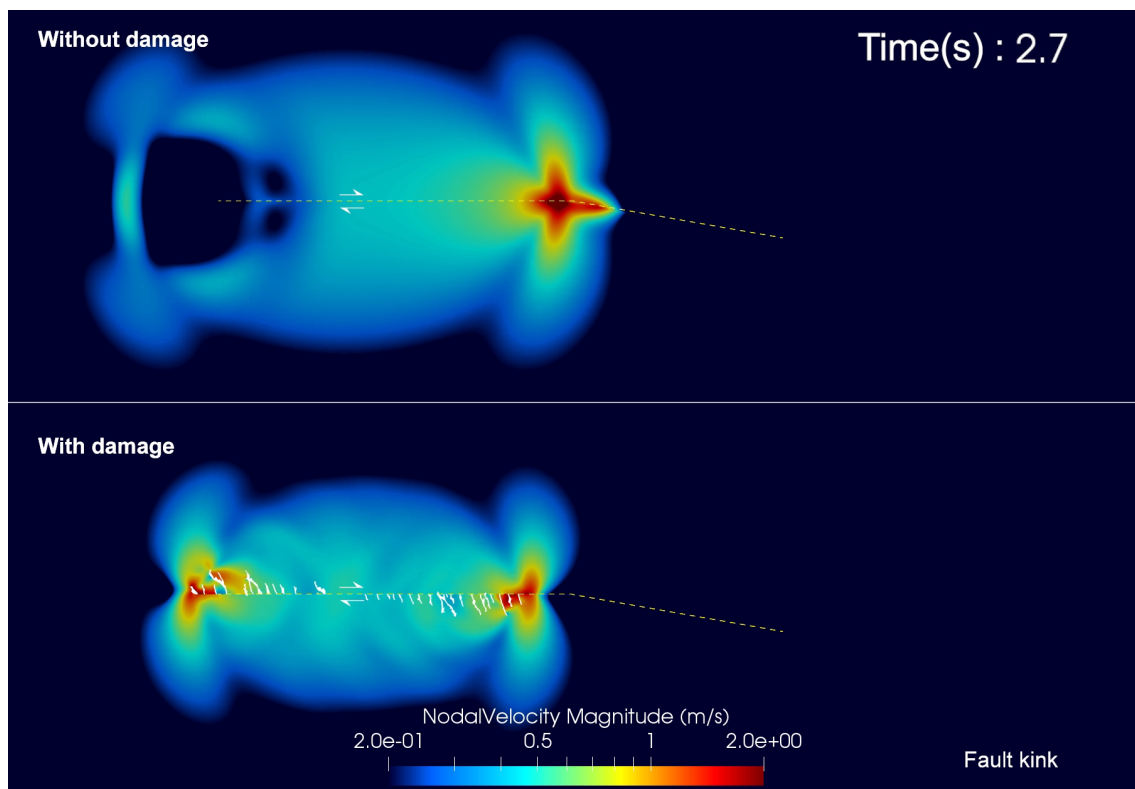 Without damage
Time(s) : 2.7
With damage
NodalVelocity Magnitude (m/s)
2.0e-01 0.5 1 2.0e+00
Fault kink